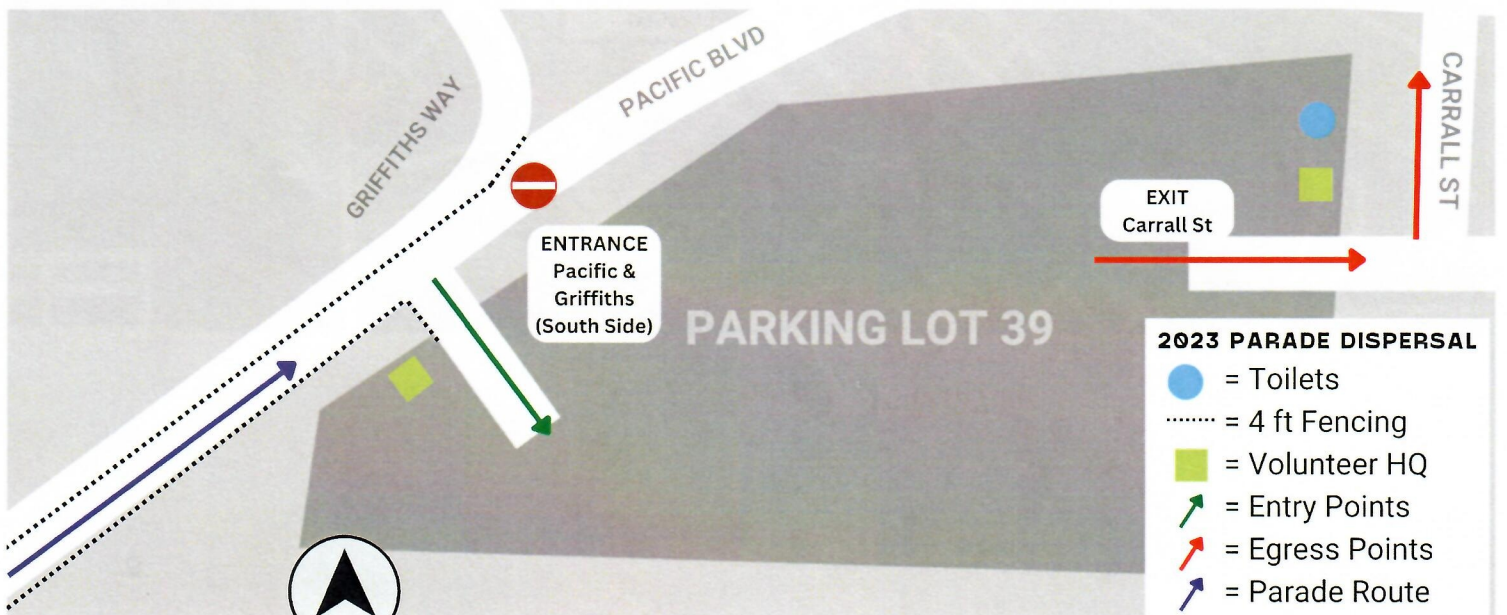 GRIFFITHS WAY
PACIFIC BLVD
CARRALL ST
EXIT
Carrall St
ENTRANCE
Pacific &
Griffiths
(South Side)
PARKING LOT 39
2023 PARADE DISPERSAL
= Toilets
= 4 ft Fencing
= Volunteer HQ
= Entry Points
= Egress Points
= Parade Route